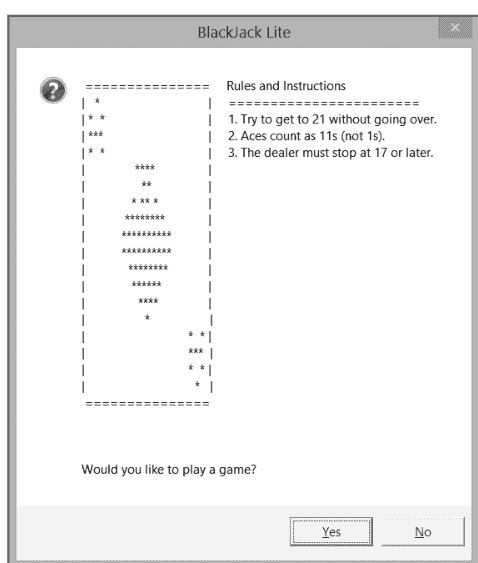 BlackJack Lite
=============== Rules and Instructions
| * | =======================
| * * | 1. Try to get to 21 without going over.
| *** | 2. Aces count as 11s (not 1s).
| * * | 3. The dealer must stop at 17 or later.
| **** |
| ** |
| * ** * |
| ******** |
| ********** |
| ********** |
| ******** |
| ****** |
| **** |
| * |
| * * |
| *** |
| * * |
| * |
===============
Would you like to play a game?
Yes No